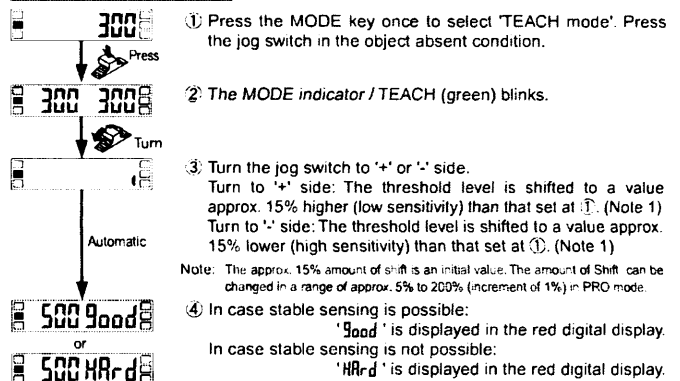 300
① Press the MODE key once to select 'TEACH mode'. Press
the jog switch in the object absent condition.
Press
300 300
② The MODE indicator / TEACH (green) blinks.
Turn
③ Turn the jog switch to '+' or '-' side.
Turn to '+' side: The threshold level is shifted to a value
approx. 15% higher (low sensitivity) than that set at ①. (Note 1)
Turn to '-' side: The threshold level is shifted to a value approx.
15% lower (high sensitivity) than that set at ①. (Note 1)
Automatic
Note: The approx. 15% amount of shift is an initial value. The amount of Shift can be
changed in a range of approx. 5% to 200% (increment of 1%) in PRO mode.
500 good
④ In case stable sensing is possible:
'good' is displayed in the red digital display.
or
In case stable sensing is not possible:
500 HArd
'HArd' is displayed in the red digital display.